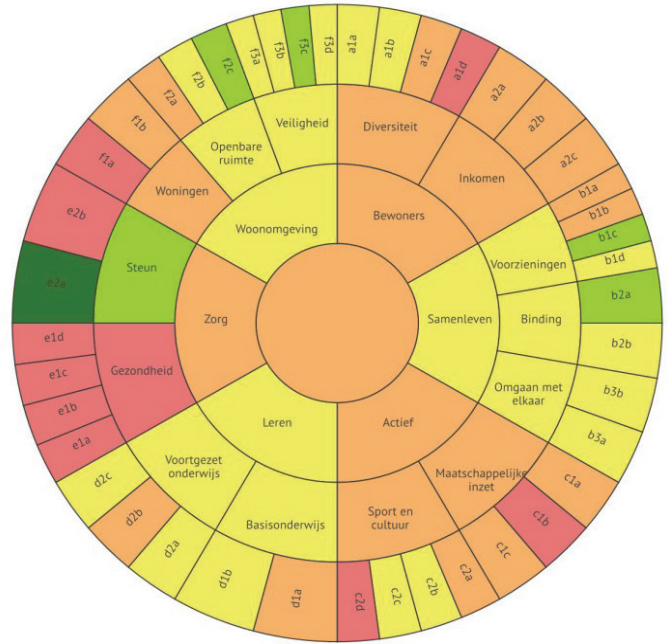 a1a
a1b
a1c
a1d
a2a
a2b
a2c
b1a
b1b
b1c
b1d
b2a
b2b
b3b
b3a
c1a
c1b
c1c
c2a
c2b
c2c
c2d
d1a
d1b
d2a
d2b
d2c
e1a
e1b
e1c
e1d
e2a
e2b
f1a
f1b
f2a
f2b
f2c
f3a
f3b
f3c
f3d
Diversiteit
Inkomen
Voorzieningen
Binding
Omgaan met
elkaar
Maatschappelijke
inzet
Sport en
cultuur
Basisonderwijs
Voortgezet
onderwijs
Gezondheid
Steun
Woningen
Openbare
ruimte
Veiligheid
Bewoners
Samenleven
Actief
Leren
Zorg
Woonomgeving